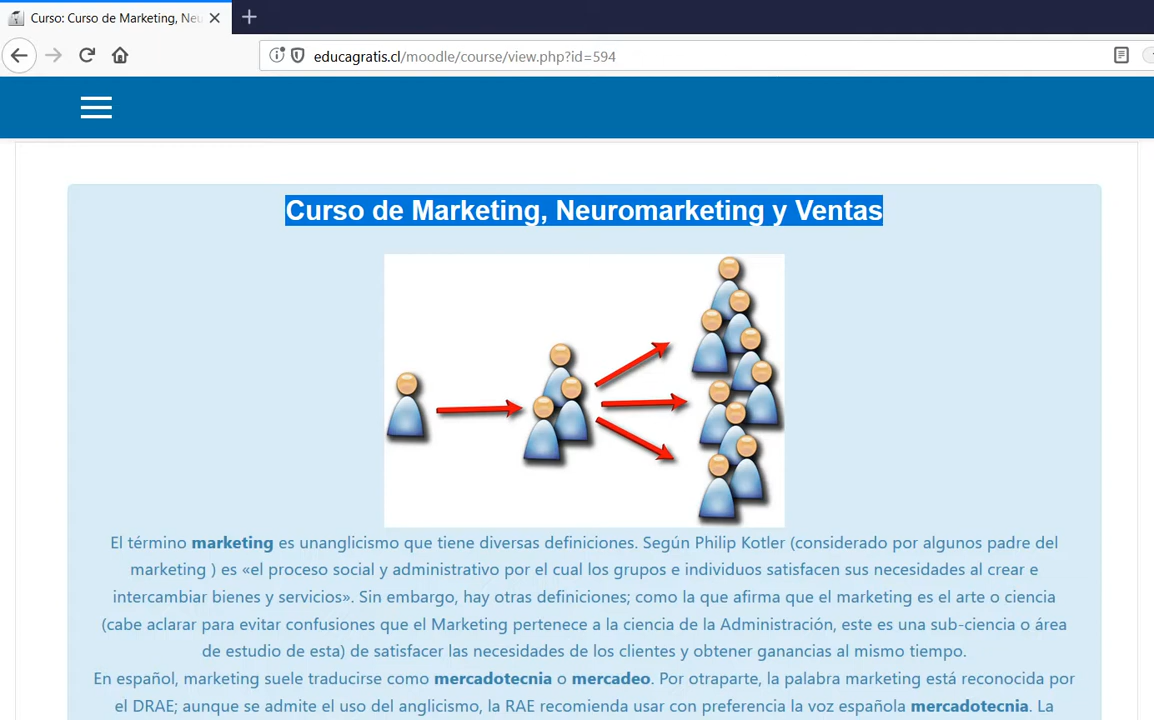 Curso: Curso de Marketing, Neu
educagratis.cl/moodle/course/view.php?id=594
Curso de Marketing, Neuromarketing y Ventas
El término marketing es unanglicismo que tiene diversas definiciones. Según Philip Kotler (considerado por algunos padre del
marketing ) es «el proceso social y administrativo por el cual los grupos e individuos satisfacen sus necesidades al crear e
intercambiar bienes y servicios». Sin embargo, hay otras definiciones; como la que afirma que el marketing es el arte o ciencia
(cabe aclarar para evitar confusiones que el Marketing pertenece a la ciencia de la Administración, este es una sub-ciencia o área
de estudio de esta) de satisfacer las necesidades de los clientes y obtener ganancias al mismo tiempo.
En español, marketing suele traducirse como mercadotecnia o mercadeo. Por otraparte, la palabra marketing está reconocida por
el DRAE; aunque se admite el uso del anglicismo, la RAE recomienda usar con preferencia la voz española mercadotecnia. La